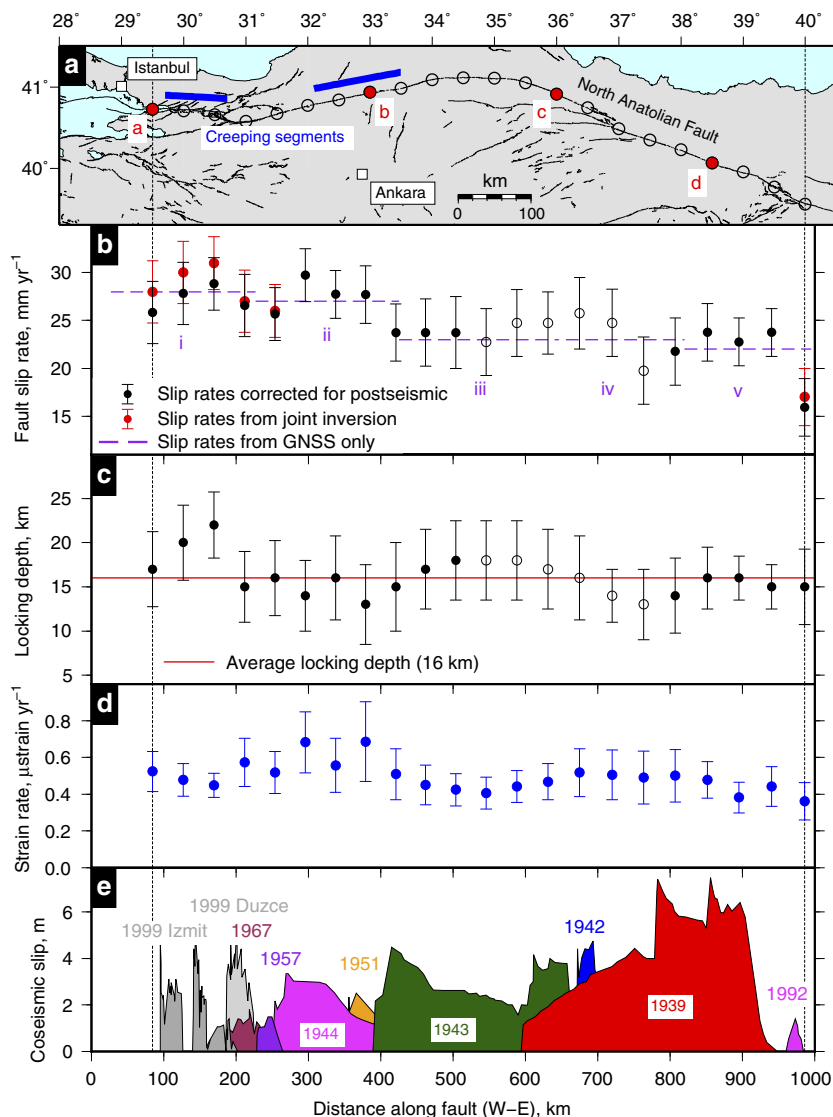 28° 29° 30° 31° 32° 33° 34° 35° 36° 37° 38° 39° 40°
a
Istanbul
41°
40°
a
b
c
d
Creeping segments
North Anatolian Fault
Ankara
km
0 100
b
Fault slip rate, mm yr⁻¹
30
25
20
15
i
ii
iii
iv
v
Slip rates corrected for postseismic
Slip rates from joint inversion
Slip rates from GNSS only
c
Locking depth, km
25
20
15
10
5
Average locking depth (16 km)
d
Strain rate, μstrain yr⁻¹
0.8
0.6
0.4
0.2
0.0
e
Coseismic slip, m
6
4
2
0
1999 Izmit
1999 Duzce
1967
1957
1944
1951
1943
1942
1939
1992
0 100 200 300 400 500 600 700 800 900 1000
Distance along fault (W–E), km